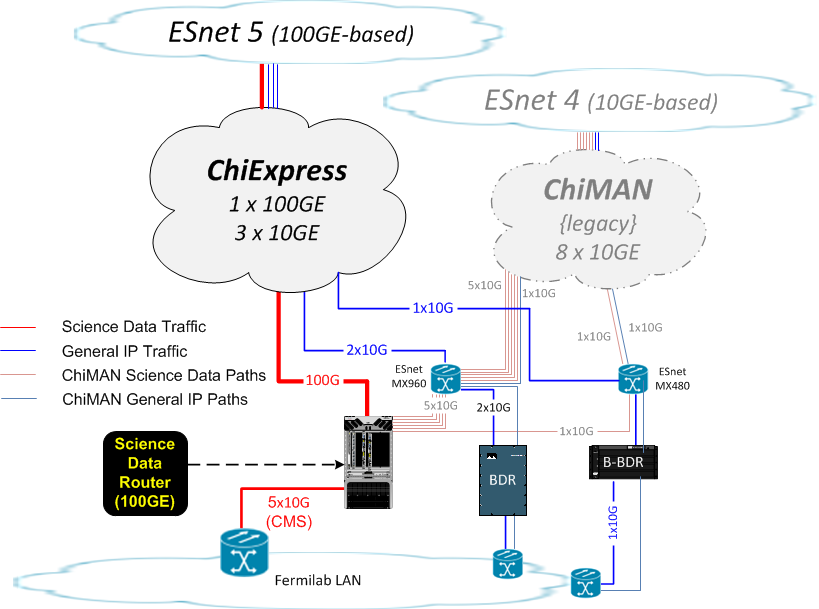 ESnet 5 (100GE-based)
ESnet 4 (10GE-based)
ChiExpress
1 x 100GE
3 x 10GE
ChiMAN
{legacy}
8 x 10GE
5x10G
1x10G
1x10G
1x10G
1x10G
Science Data Traffic
General IP Traffic
ChiMAN Science Data Paths
ChiMAN General IP Paths
2x10G
100G
ESnet
MX960
ESnet
MX480
5x10G
2x10G
1x10G
Science
Data
Router
(100GE)
BDR
B-BDR
5x10G
(CMS)
1x10G
Fermilab LAN